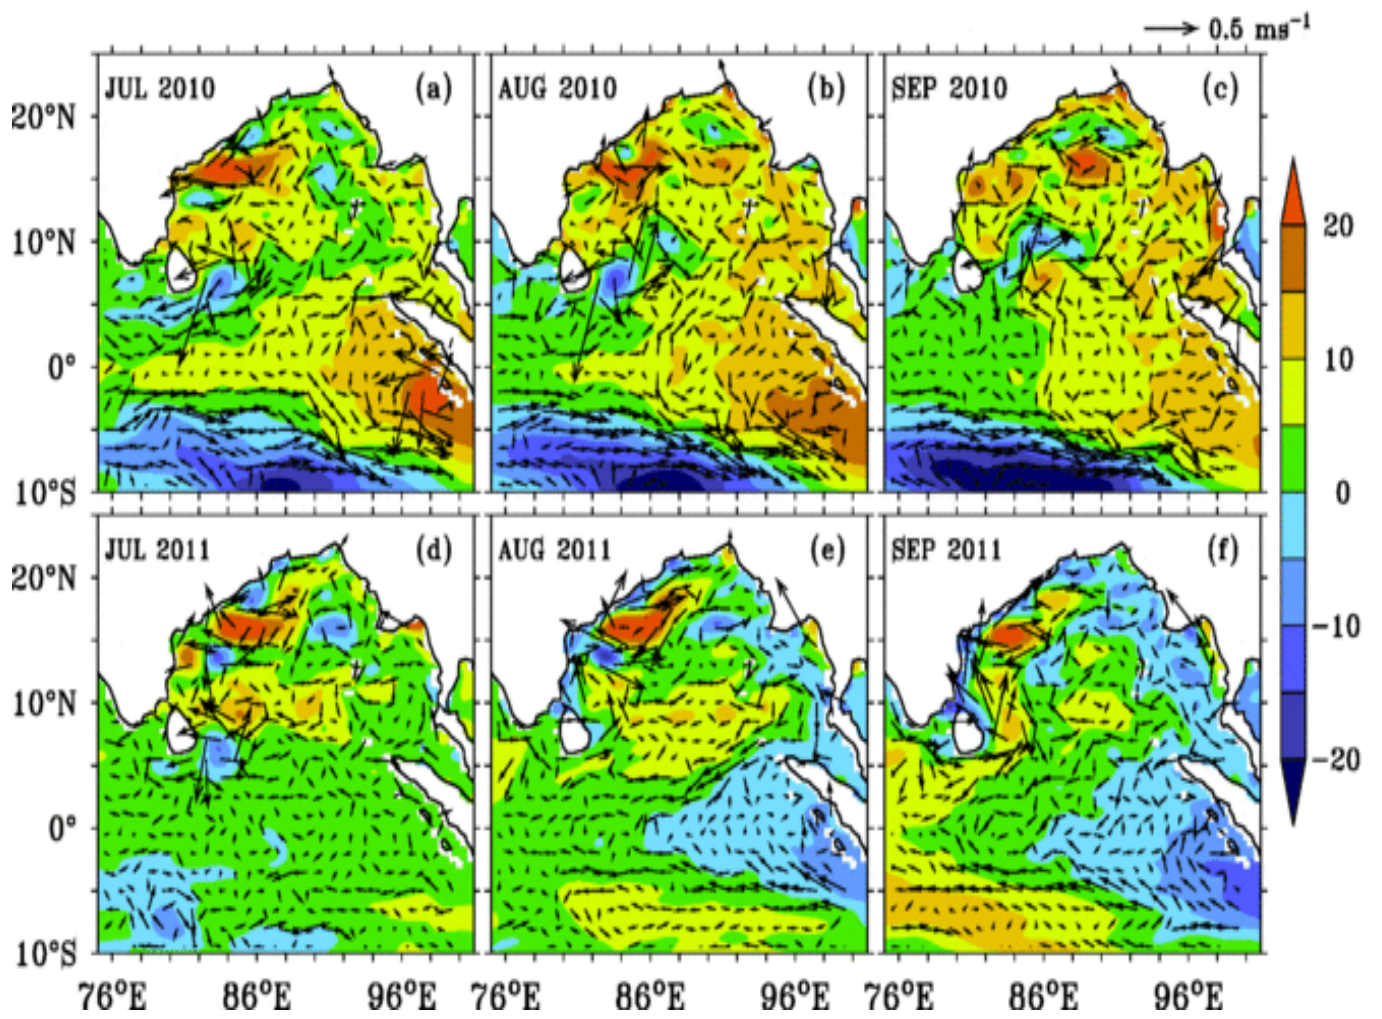 0.5 ms⁻¹
JUL 2010 (a) AUG 2010 (b) SEP 2010 (c)
20°N
10°N
0°
10°S
JUL 2011 (d) AUG 2011 (e) SEP 2011 (f)
20°N
10°N
0°
10°S
76°E 86°E 96°E 76°E 86°E 96°E 76°E 86°E 96°E
20
10
0
−10
−20